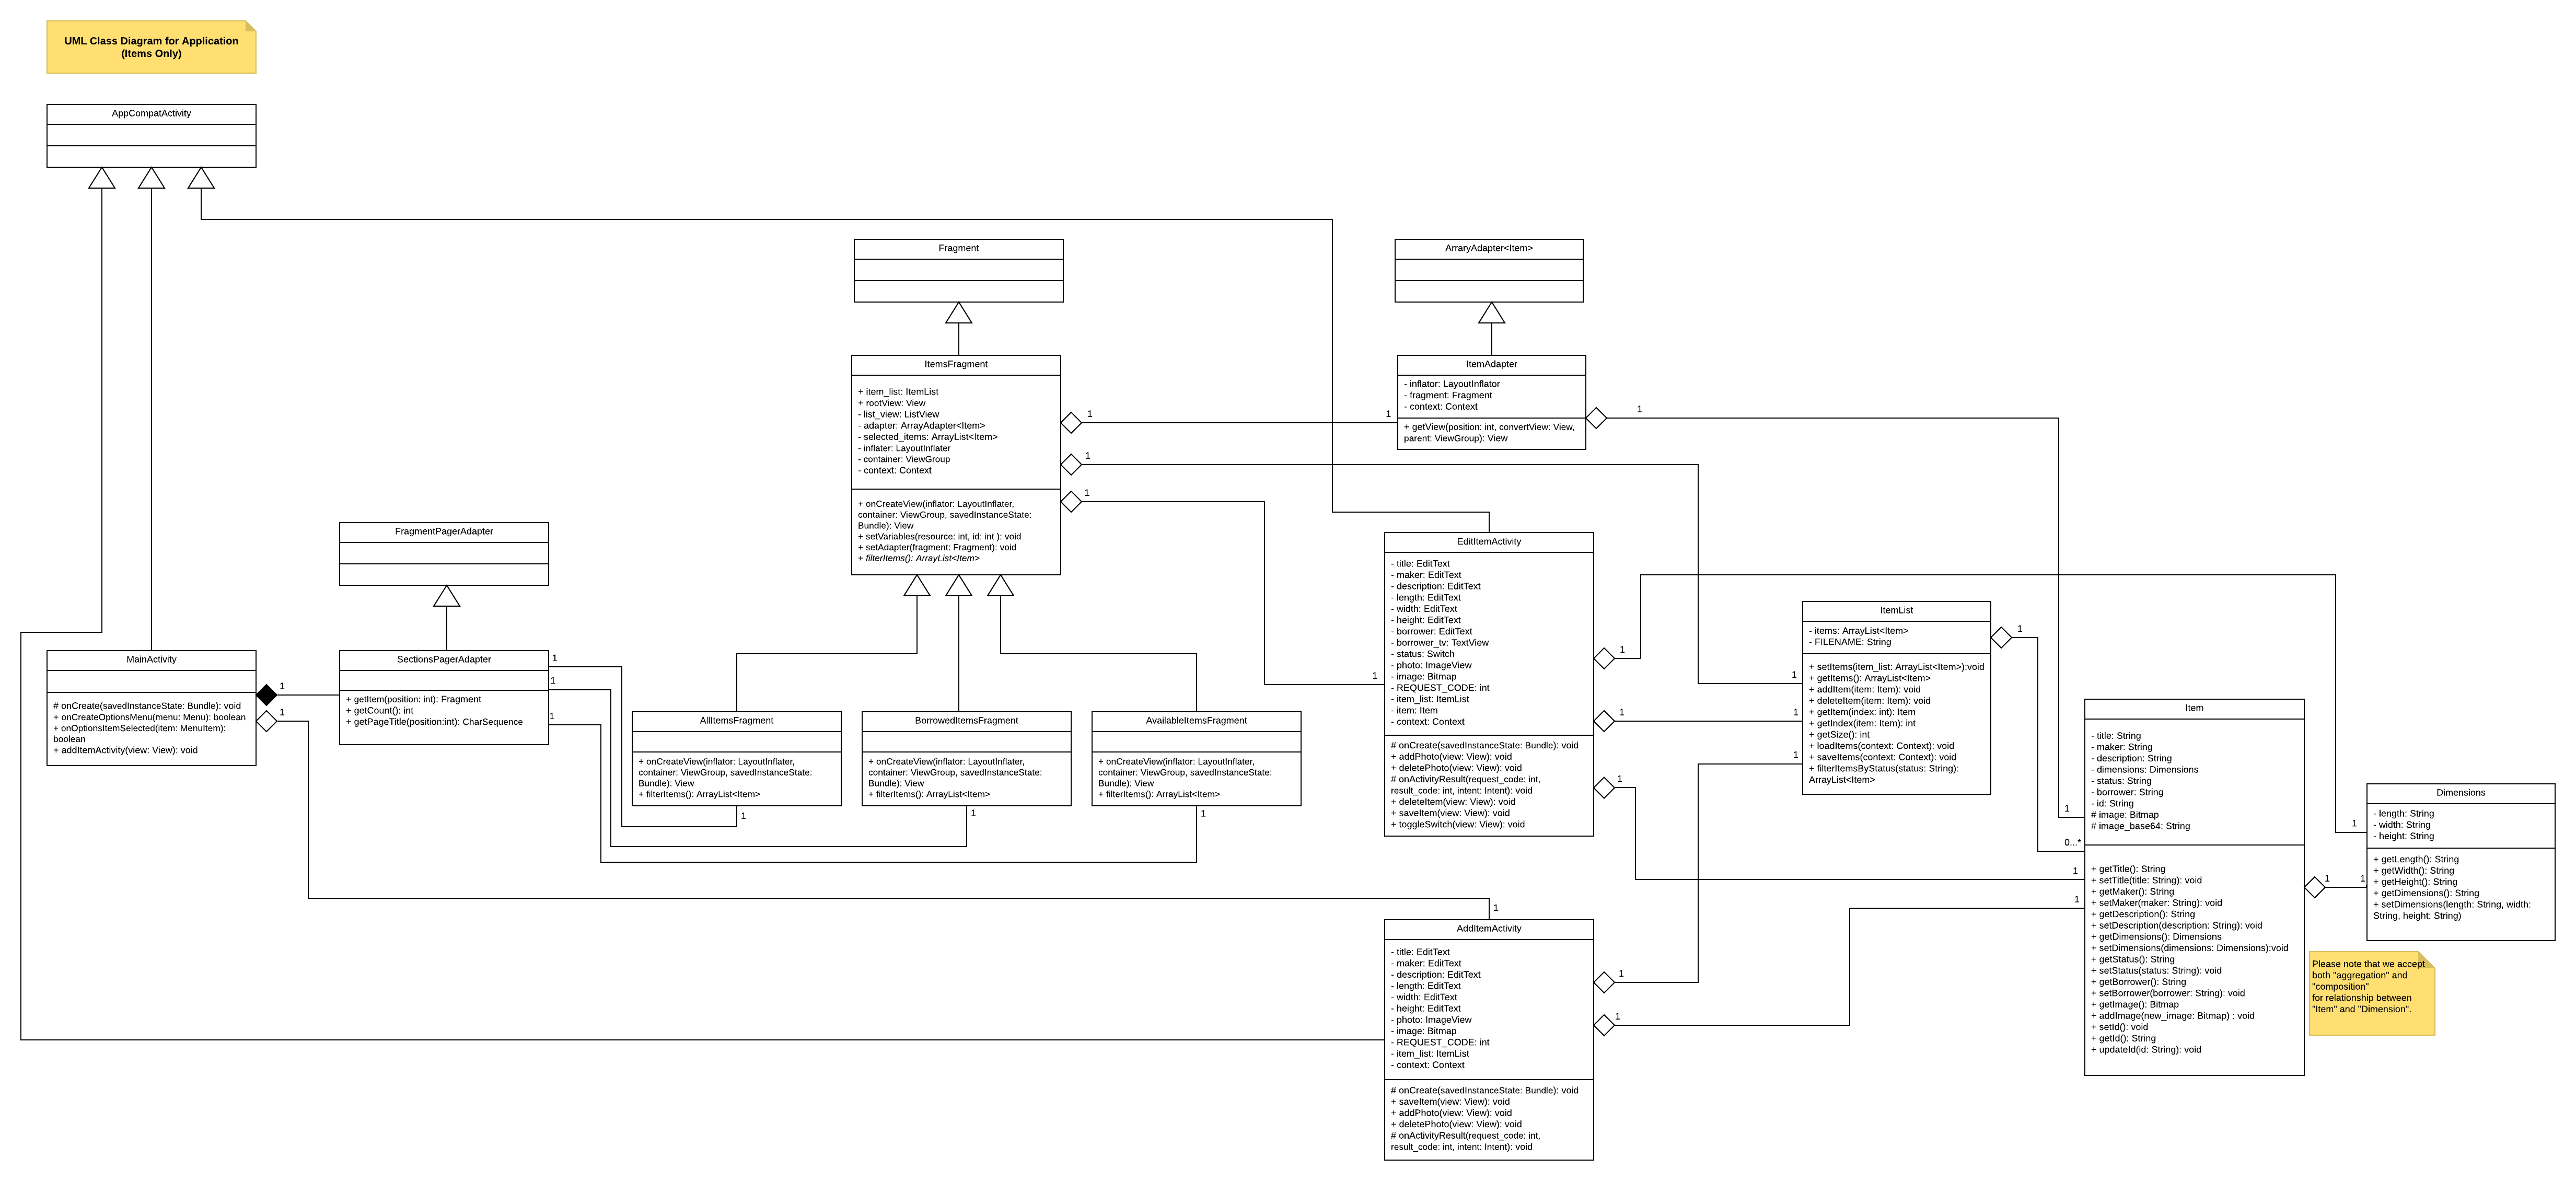 UML Class Diagram for Application
(Items Only)
AppCompatActivity
Fragment
ArraryAdapter<Item>
ItemsFragment
+ item_list: ItemList
+ rootView: View
- list_view: ListView
- adapter: ArrayAdapter<Item>
- selected_items: ArrayList<Item>
- inflater: LayoutInflater
- container: ViewGroup
- context: Context
+ onCreateView(inflator: LayoutInflater,
container: ViewGroup, savedInstanceState:
Bundle): View
+ setVariables(resource: int, id: int ): void
+ setAdapter(fragment: Fragment): void
+ filterItems(): ArrayList<Item>
1
1
1
1
ItemAdapter
- inflator: LayoutInflator
- fragment: Fragment
- context: Context
+ getView(position: int, convertView: View,
parent: ViewGroup): View
1
FragmentPagerAdapter
MainActivity
# onCreate(savedInstanceState: Bundle): void
+ onCreateOptionsMenu(menu: Menu): boolean
+ onOptionsItemSelected(item: MenuItem):
boolean
+ addItemActivity(view: View): void
1
1
SectionsPagerAdapter
+ getItem(position: int): Fragment
+ getCount(): int
+ getPageTitle(position:int): CharSequence
1
1
1
AllItemsFragment
+ onCreateView(inflator: LayoutInflater,
container: ViewGroup, savedInstanceState:
Bundle): View
+ filterItems(): ArrayList<Item>
1
BorrowedItemsFragment
+ onCreateView(inflator: LayoutInflater,
container: ViewGroup, savedInstanceState:
Bundle): View
+ filterItems(): ArrayList<Item>
1
AvailableItemsFragment
+ onCreateView(inflator: LayoutInflater,
container: ViewGroup, savedInstanceState:
Bundle): View
+ filterItems(): ArrayList<Item>
1
1
EditItemActivity
- title: EditText
- maker: EditText
- description: EditText
- length: EditText
- width: EditText
- height: EditText
- borrower: EditText
- borrower_tv: TextView
- status: Switch
- photo: ImageView
- image: Bitmap
- REQUEST_CODE: int
- item_list: ItemList
- item: Item
- context: Context
# onCreate(savedInstanceState: Bundle): void
+ addPhoto(view: View): void
+ deletePhoto(view: View): void
# onActivityResult(request_code: int,
result_code: int, intent: Intent): void
+ deleteItem(view: View): void
+ saveItem(view: View): void
+ toggleSwitch(view: View): void
1
1
1
1
AddItemActivity
- title: EditText
- maker: EditText
- description: EditText
- length: EditText
- width: EditText
- height: EditText
- photo: ImageView
- image: Bitmap
- REQUEST_CODE: int
- item_list: ItemList
- context: Context
# onCreate(savedInstanceState: Bundle): void
+ saveItem(view: View): void
+ addPhoto(view: View): void
+ deletePhoto(view: View): void
# onActivityResult(request_code: int,
result_code: int, intent: Intent): void
1
1
1
1
1
ItemList
- items: ArrayList<Item>
- FILENAME: String
+ setItems(item_list: ArrayList<Item>):void
+ getItems(): ArrayList<Item>
+ addItem(item: Item): void
+ deleteItem(item: Item): void
+ getItem(index: int): Item
+ getIndex(item: Item): int
+ getSize(): int
+ loadItems(context: Context): void
+ saveItems(context: Context): void
+ filterItemsByStatus(status: String):
ArrayList<Item>
1
1
0...*
1
1
Item
- title: String
- maker: String
- description: String
- dimensions: Dimensions
- status: String
- borrower: String
- id: String
# image: Bitmap
# image_base64: String
+ getTitle(): String
+ setTitle(title: String): void
+ getMaker(): String
+ setMaker(maker: String): void
+ getDescription(): String
+ setDescription(description: String): void
+ getDimensions(): Dimensions
+ setDimensions(dimensions: Dimensions):void
+ getStatus(): String
+ setStatus(status: String): void
+ getBorrower(): String
+ setBorrower(borrower: String): void
+ getImage(): Bitmap
+ addImage(new_image: Bitmap) : void
+ setId(): void
+ getId(): String
+ updateId(id: String): void
1
1
1
Dimensions
- length: String
- width: String
- height: String
+ getLength(): String
+ getWidth(): String
+ getHeight(): String
+ getDimensions(): String
+ setDimensions(length: String, width:
String, height: String)
Please note that we accept
both "aggregation" and
"composition"
for relationship between
"Item" and "Dimension".